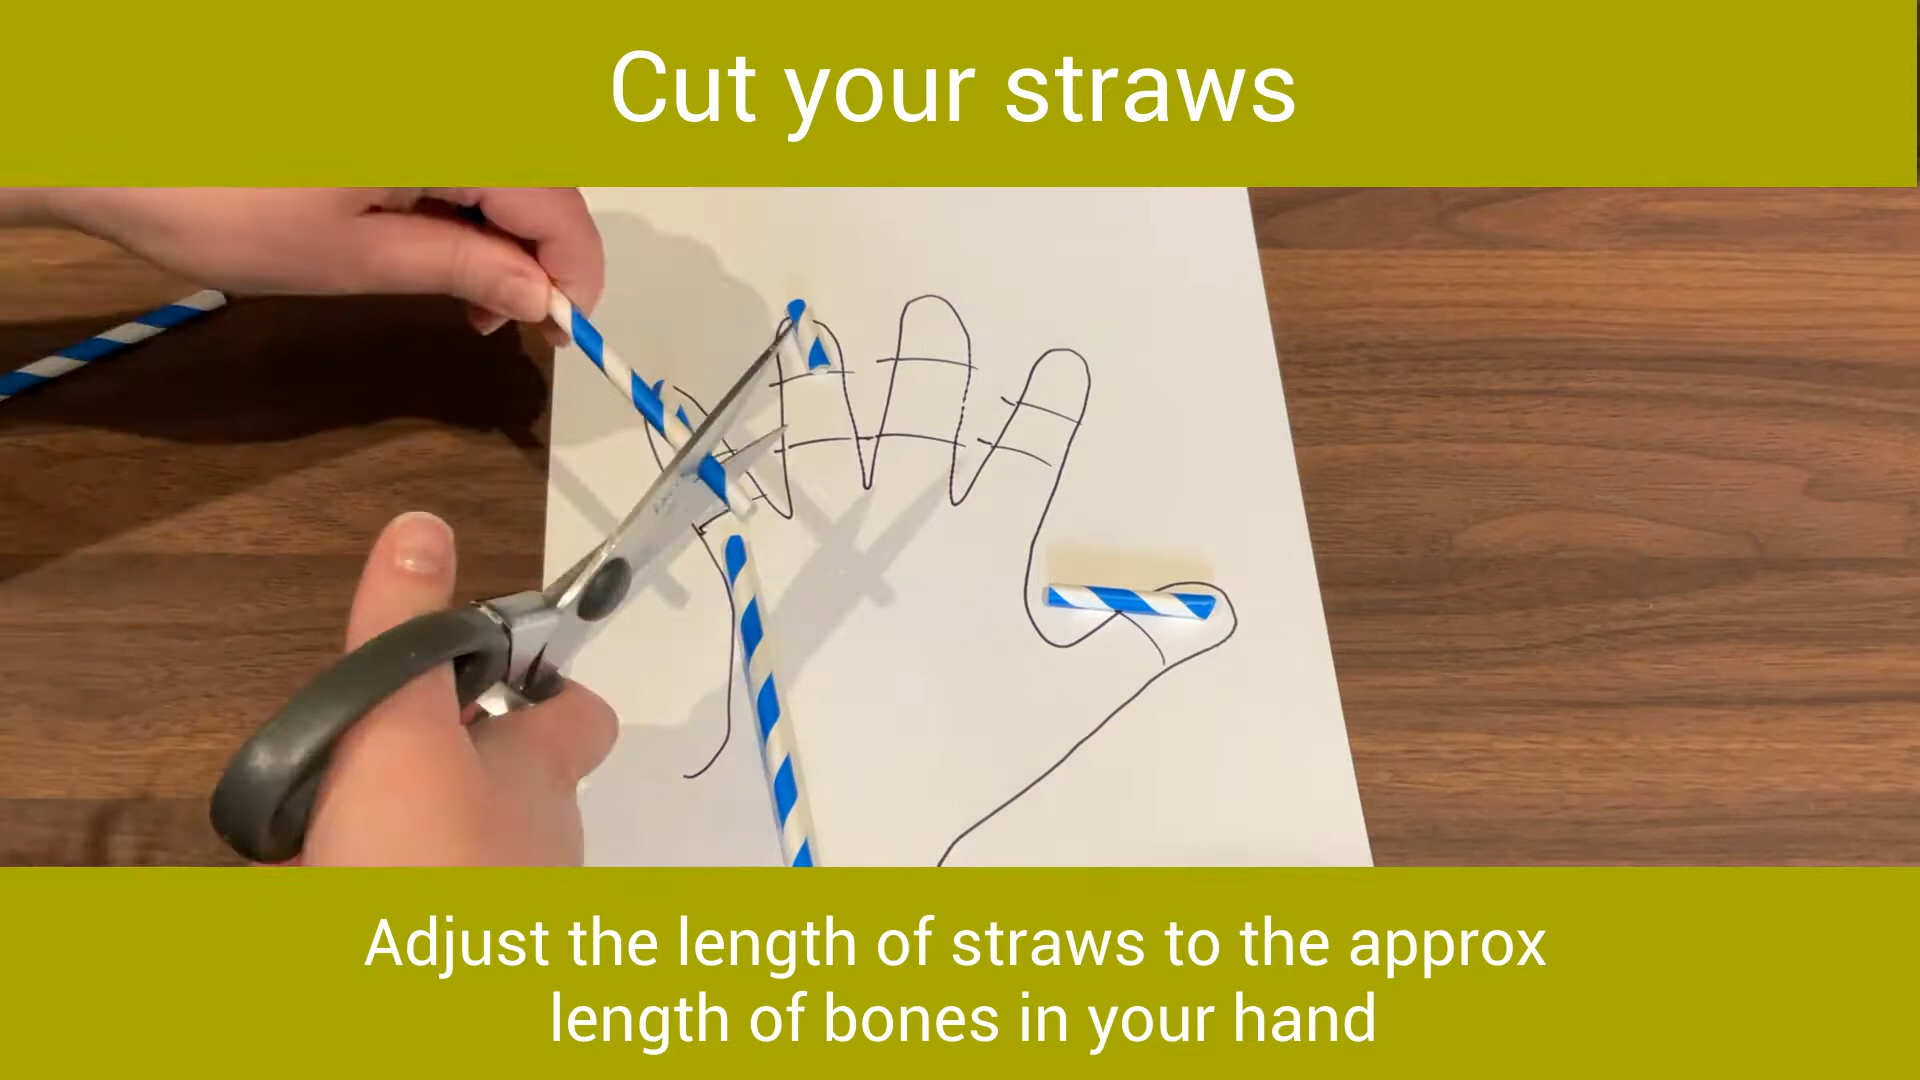 Cut your straws
Adjust the length of straws to the approx
length of bones in your hand